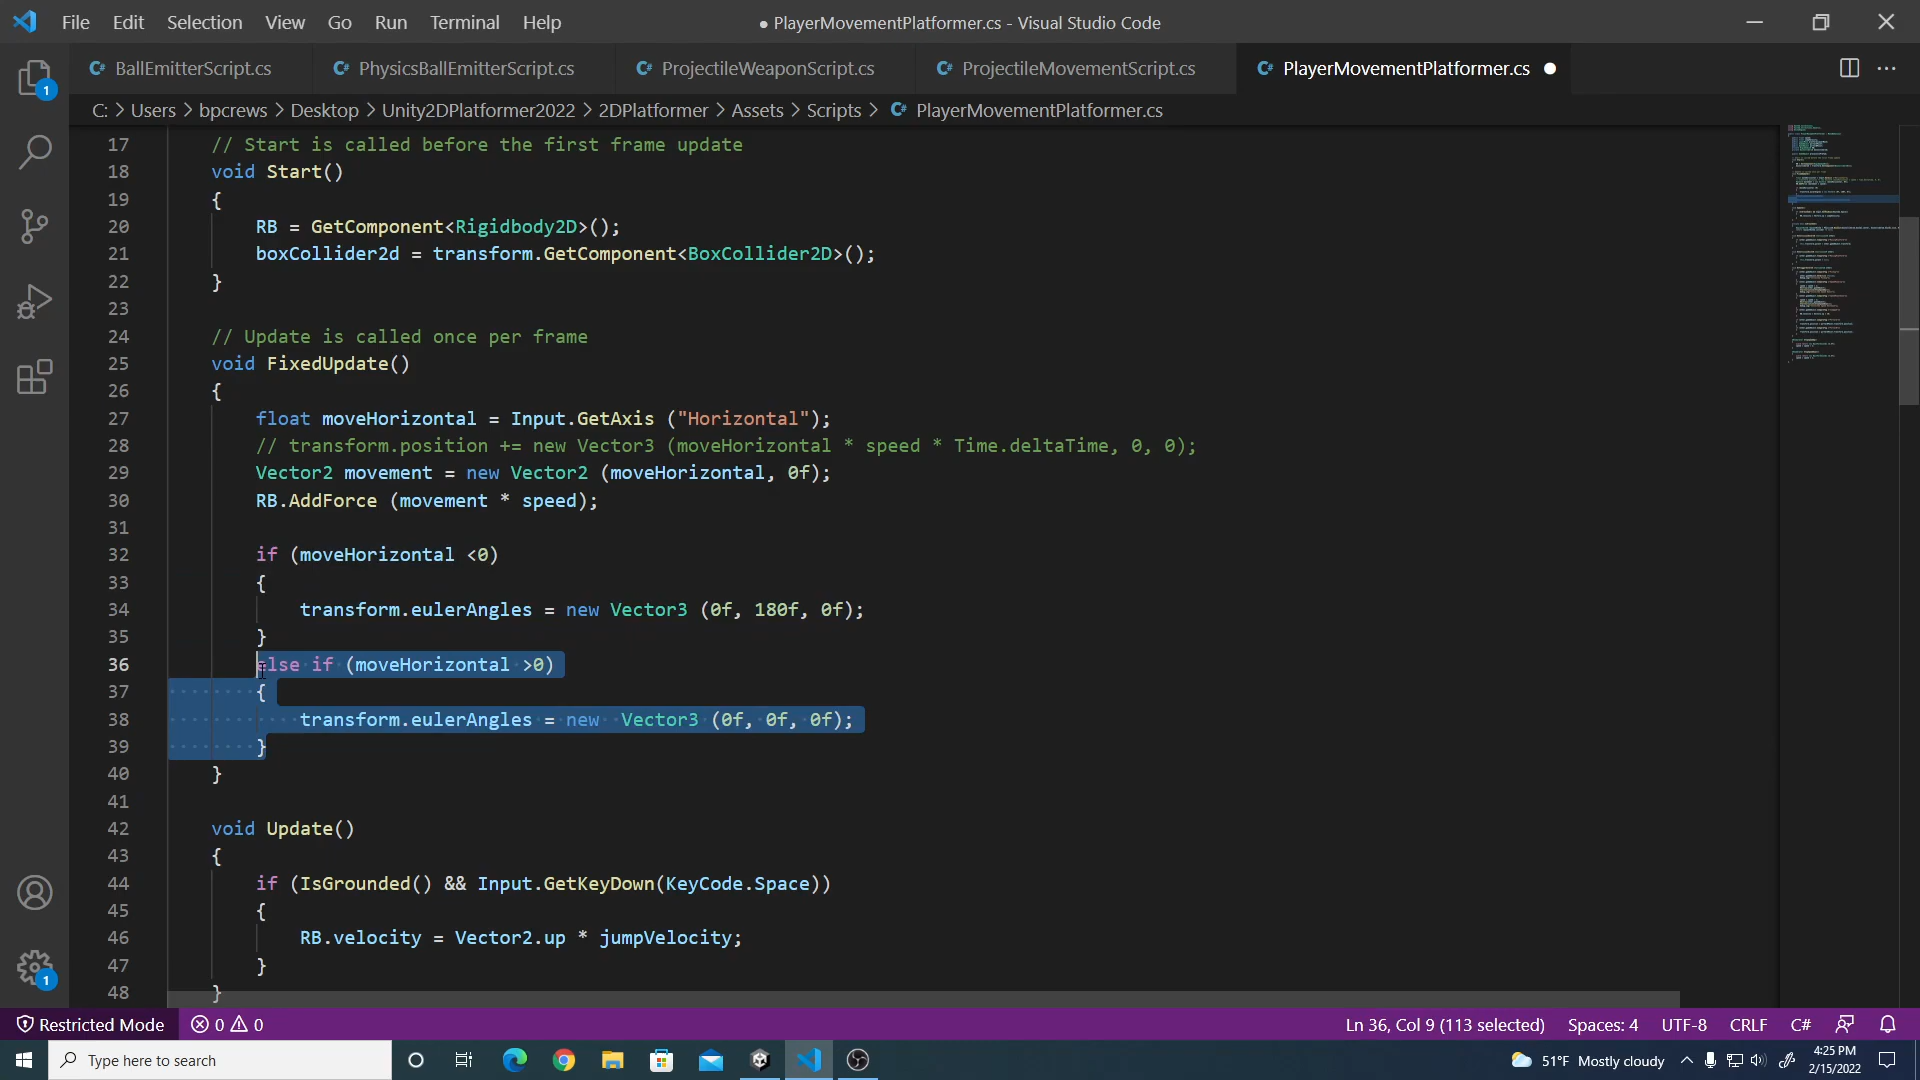 File Edit Selection View Go Run Terminal Help
● PlayerMovementPlatformer.cs - Visual Studio Code
1
C# BallEmitterScript.cs
C# PhysicsBallEmitterScript.cs
C# ProjectileWeaponScript.cs
C# ProjectileMovementScript.cs
C# PlayerMovementPlatformer.cs ●
C: > Users > bpcrews > Desktop > Unity2DPlatformer2022 > 2DPlatformer > Assets > Scripts > C# PlayerMovementPlatformer.cs
17 // Start is called before the first frame update
18 void Start()
19 {
20 RB = GetComponent<Rigidbody2D>();
21 boxCollider2d = transform.GetComponent<BoxCollider2D>();
22 }
23
24 // Update is called once per frame
25 void FixedUpdate()
26 {
27 float moveHorizontal = Input.GetAxis ("Horizontal");
28 // transform.position += new Vector3 (moveHorizontal * speed * Time.deltaTime, 0, 0);
29 Vector2 movement = new Vector2 (moveHorizontal, 0f);
30 RB.AddForce (movement * speed);
31
32 if (moveHorizontal <0)
33 {
34 transform.eulerAngles = new Vector3 (0f, 180f, 0f);
35 }
36 else if (moveHorizontal >0)
37 {
38 transform.eulerAngles = new  Vector3 (0f, 0f, 0f);
39 }
40 }
41
42 void Update()
43 {
44 if (IsGrounded() && Input.GetKeyDown(KeyCode.Space))
45 {
46 RB.velocity = Vector2.up * jumpVelocity;
47 }
48 }
1
Restricted Mode 0 0 Ln 36, Col 9 (113 selected) Spaces: 4 UTF-8 CRLF C#
Type here to search
51°F Mostly cloudy
4:25 PM
2/15/2022